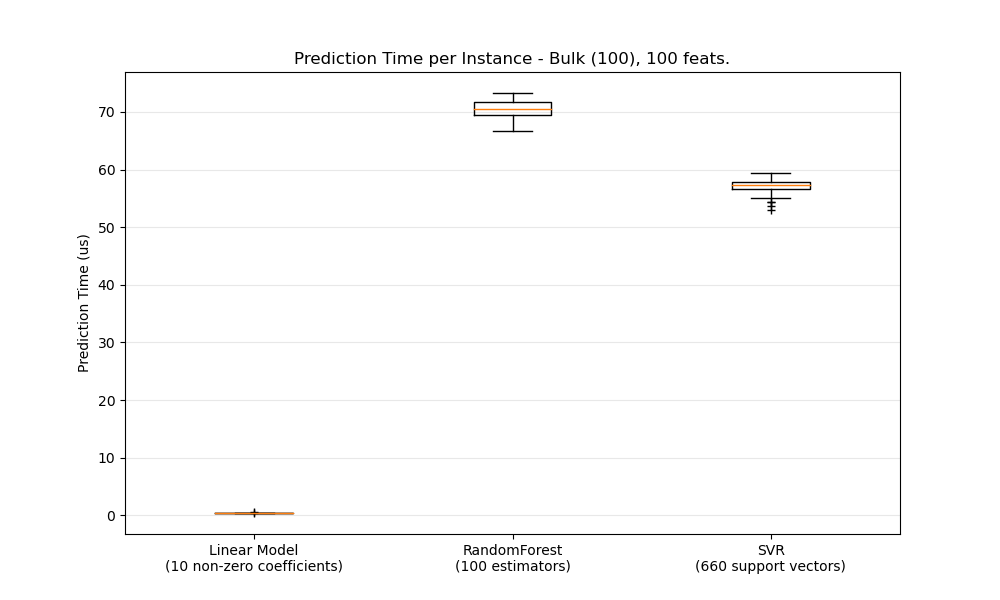 Prediction Time per Instance - Bulk (100), 100 feats.
Prediction Time (us)
70
60
50
40
30
20
10
0
Linear Model
(10 non-zero coefficients)
RandomForest
(100 estimators)
SVR
(660 support vectors)